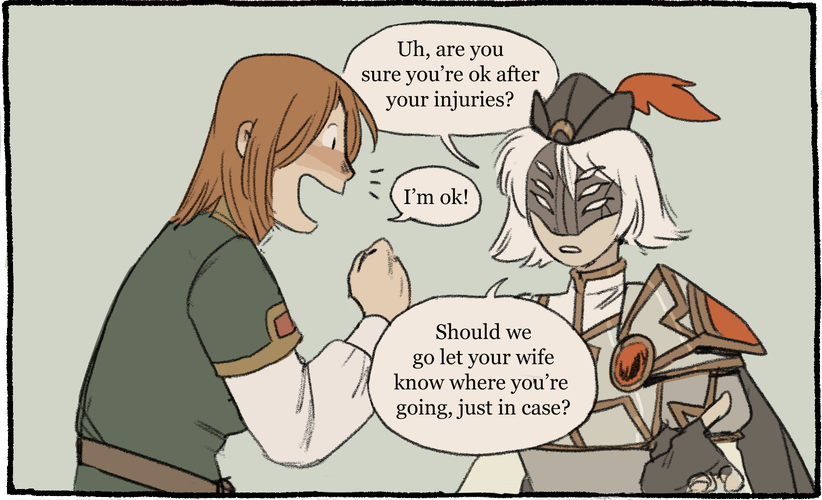 Uh, are you
sure you're ok after
your injuries?
I'm ok!
Should we
go let your wife
know where you're
going, just in case?